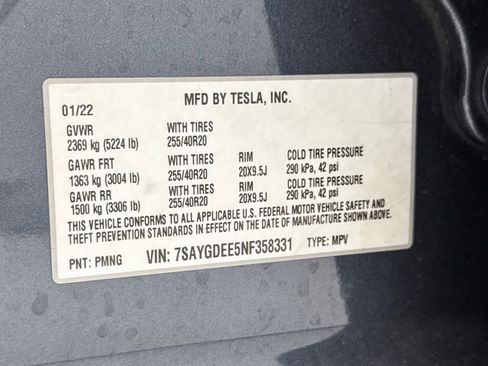 MFD BY TESLA, INC.
01/22
GVWR WITH TIRES
2369 kg (5224 lb) 255/40R20
GAWR FRT WITH TIRES RIM COLD TIRE PRESSURE
1363 kg (3004 lb) 255/40R20 20X9.5J 290 kPa, 42 psi
GAWR RR WITH TIRES RIM COLD TIRE PRESSURE
1500 kg (3306 lb) 255/40R20 20X9.5J 290 kPa, 42 psi
THIS VEHICLE CONFORMS TO ALL APPLICABLE U.S. FEDERAL MOTOR VEHICLE SAFETY AND
THEFT PREVENTION STANDARDS IN EFFECT ON THE DATE OF MANUFACTURE SHOWN ABOVE.
PNT: PMNG VIN: 7SAYGDEE5NF358331 TYPE: MPV